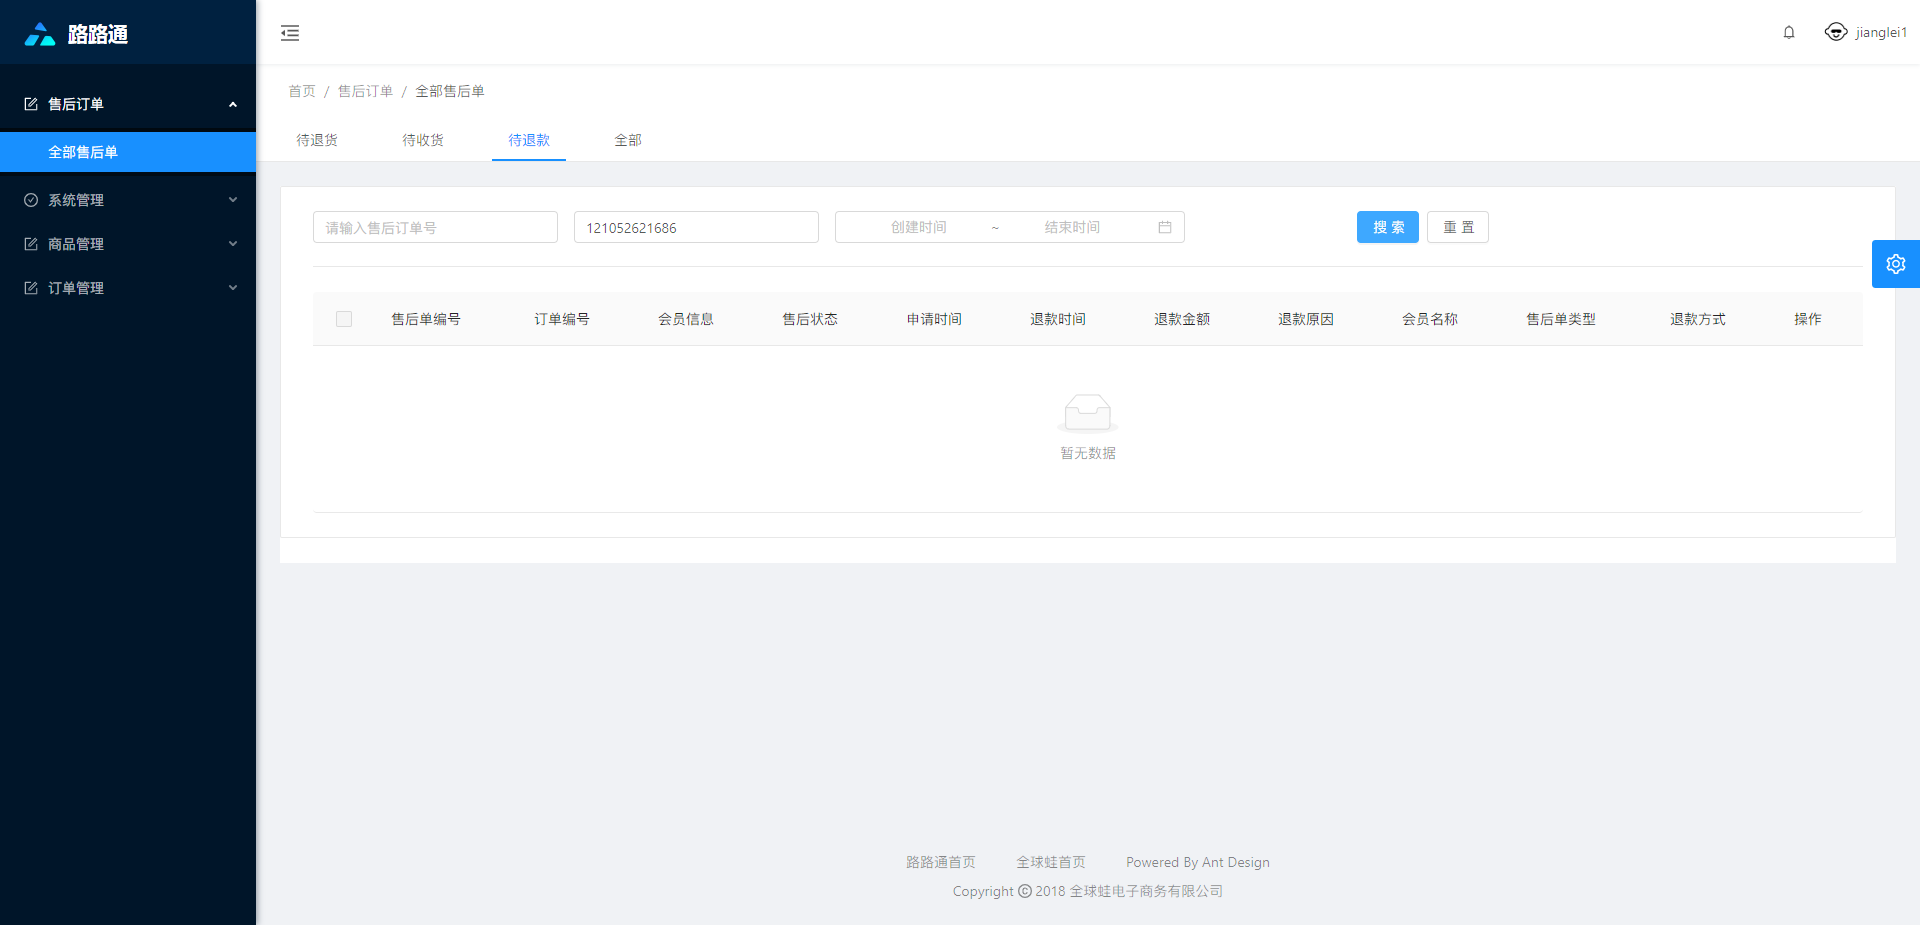 路路通
jianglei1
售后订单
全部售后单
系统管理
商品管理
订单管理
首页 / 售后订单 / 全部售后单
待退货 待收货 待退款 全部
请输入售后订单号 121052621686 创建时间 ~ 结束时间 搜 索 重 置
售后单编号 订单编号 会员信息 售后状态 申请时间 退款时间 退款金额 退款原因 会员名称 售后单类型 退款方式 操作
暂无数据
路路通首页 全球蛙首页 Powered By Ant Design
Copyright © 2018 全球蛙电子商务有限公司